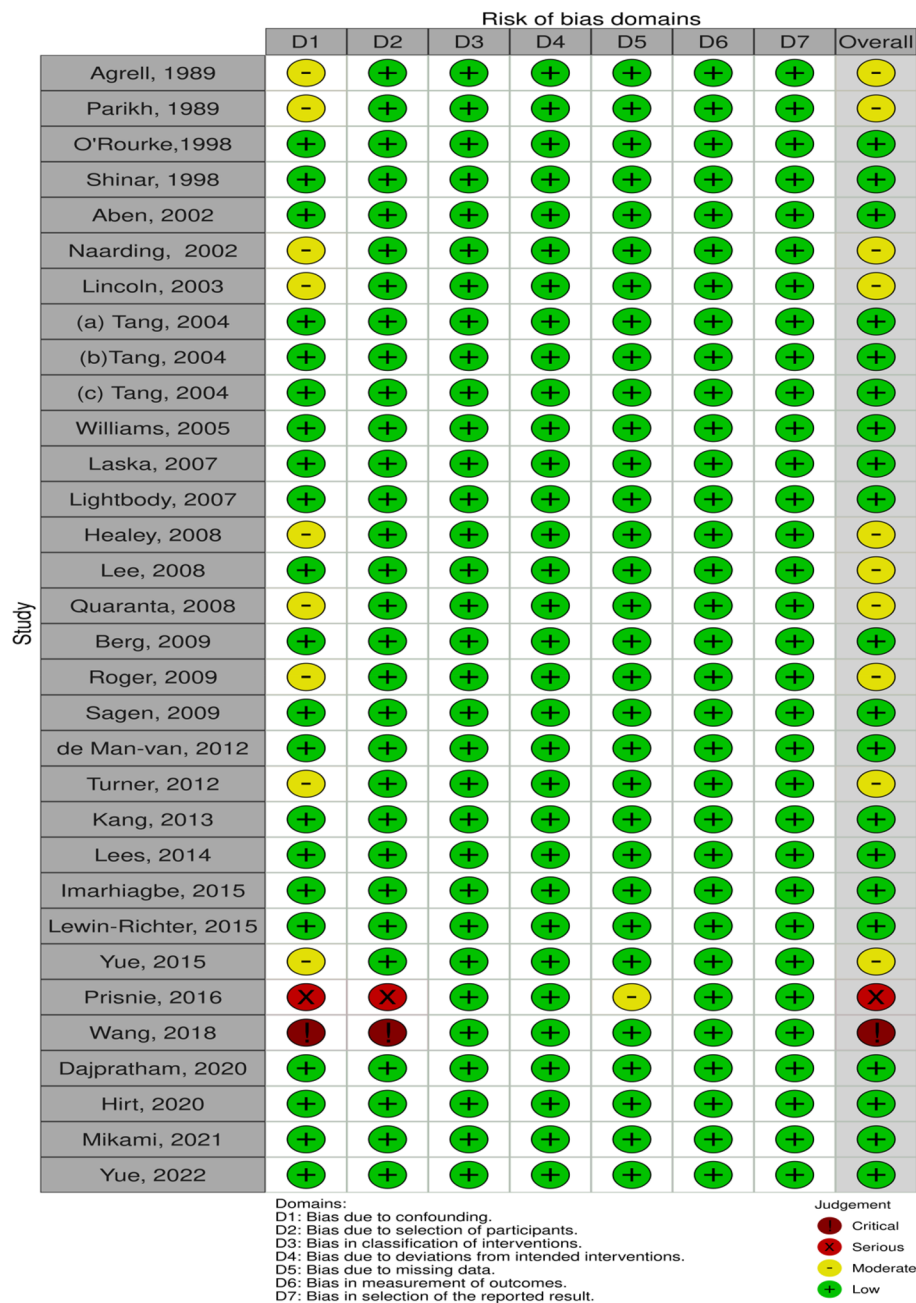 Risk of bias domains
D1 D2 D3 D4 D5 D6 D7 Overall
Study
Agrell, 1989 - + + + + + + -
Parikh, 1989 - + + + + + + -
O'Rourke,1998 + + + + + + + +
Shinar, 1998 + + + + + + + +
Aben, 2002 + + + + + + + +
Naarding, 2002 - + + + + + + -
Lincoln, 2003 - + + + + + + -
(a) Tang, 2004 + + + + + + + +
(b)Tang, 2004 + + + + + + + +
(c) Tang, 2004 + + + + + + + +
Williams, 2005 + + + + + + + +
Laska, 2007 + + + + + + + +
Lightbody, 2007 + + + + + + + +
Healey, 2008 - + + + + + + -
Lee, 2008 + + + + + + + -
Quaranta, 2008 - + + + + + + -
Berg, 2009 + + + + + + + +
Roger, 2009 - + + + + + + -
Sagen, 2009 + + + + + + + +
de Man-van, 2012 + + + + + + + +
Turner, 2012 - + + + + + + -
Kang, 2013 + + + + + + + +
Lees, 2014 + + + + + + + +
Imarhiagbe, 2015 + + + + + + + +
Lewin-Richter, 2015 + + + + + + + +
Yue, 2015 - + + + + + + -
Prisnie, 2016 X X + + - + + X
Wang, 2018 ! ! + + + + + !
Dajpratham, 2020 + + + + + + + +
Hirt, 2020 + + + + + + + +
Mikami, 2021 + + + + + + + +
Yue, 2022 + + + + + + + +
Domains:
D1: Bias due to confounding.
D2: Bias due to selection of participants.
D3: Bias in classification of interventions.
D4: Bias due to deviations from intended interventions.
D5: Bias due to missing data.
D6: Bias in measurement of outcomes.
D7: Bias in selection of the reported result.
Judgement
! Critical
X Serious
- Moderate
+ Low